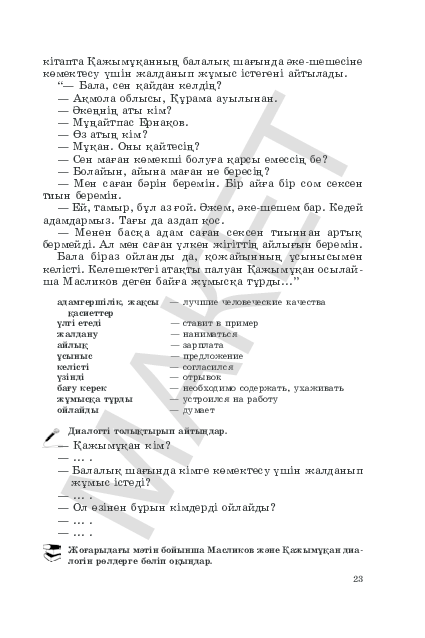 кітапта Қажымұқанның балалық шағында әке-шешесіне
көмектесу үшін жалданып жұмыс істегені айтылады.
“— Бала, сен қайдан келдің?
— Ақмола облысы, Құрама ауылынан.
— Әкеңнің аты кім?
— Мұңайтпас Ернақов.
— Өз атың кім?
— Мұқан. Оны қайтесің?
— Сен маған көмекші болуға қарсы емессің бе?
— Болайын, айына маған не бересің?
— Мен саған бәрін беремін. Бір айға бір сом сексен
тиын беремін.
— Ей, тамыр, бұл аз ғой. Әжем, әке-шешем бар. Кедей
адамдармыз. Тағы да аздап қос.
— Менен басқа адам саған сексен тиыннан артық
бермейді. Ал мен саған үлкен жігіттің айлығын беремін.
Бала біраз ойланды да, қожайынның ұсынысымен
келісті. Келешектегі атақты палуан Қажымұқан осылай-
ша Масликов деген байға жұмысқа тұрды...”
адамгершілік, жақсы — лучшие человеческие качества
қасиеттер
үлгі етеді — ставит в пример
жалдану — наниматься
айлық — зарплата
ұсыныс — предложение
келісті — согласился
үзінді — отрывок
бағу керек — необходимо содержать, ухаживать
жұмысқа тұрды — устроился на работу
ойлайды — думает
Диалогті толықтырып айтыңдар.
— Қажымұқан кім?
— ... .
— Балалық шағында кімге көмектесу үшін жалданып
жұмыс істеді?
— ... .
— Ол өзінен бұрын кімдерді ойлайды?
— ... .
— ... .
Жоғарыдағы мәтін бойынша Масликов және Қажымұқан диа-
логін рөлдерге бөліп оқыңдар.
23
МАКЕТ